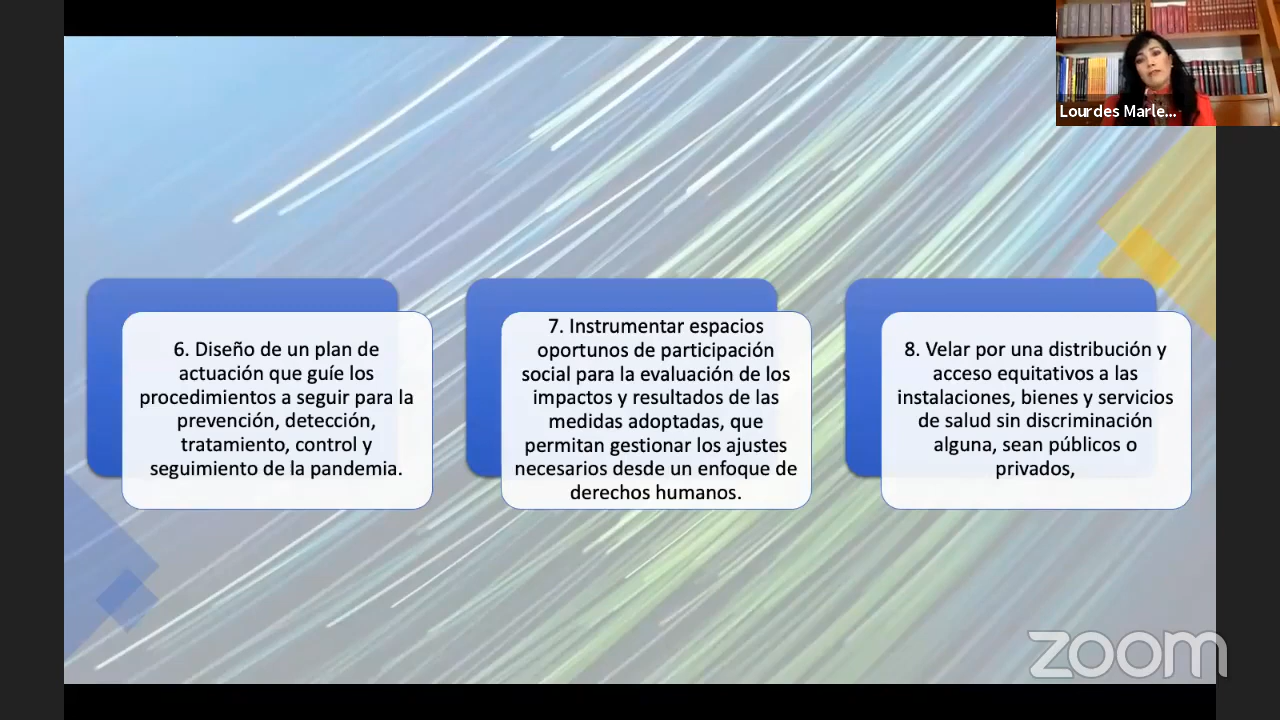 Lourdes Marle...
6. Diseño de un plan de
actuación que guíe los
procedimientos a seguir para la
prevención, detección,
tratamiento, control y
seguimiento de la pandemia.
7. Instrumentar espacios
oportunos de participación
social para la evaluación de los
impactos y resultados de las
medidas adoptadas, que
permitan gestionar los ajustes
necesarios desde un enfoque de
derechos humanos.
8. Velar por una distribución y
acceso equitativos a las
instalaciones, bienes y servicios
de salud sin discriminación
alguna, sean públicos o
privados,
zoom